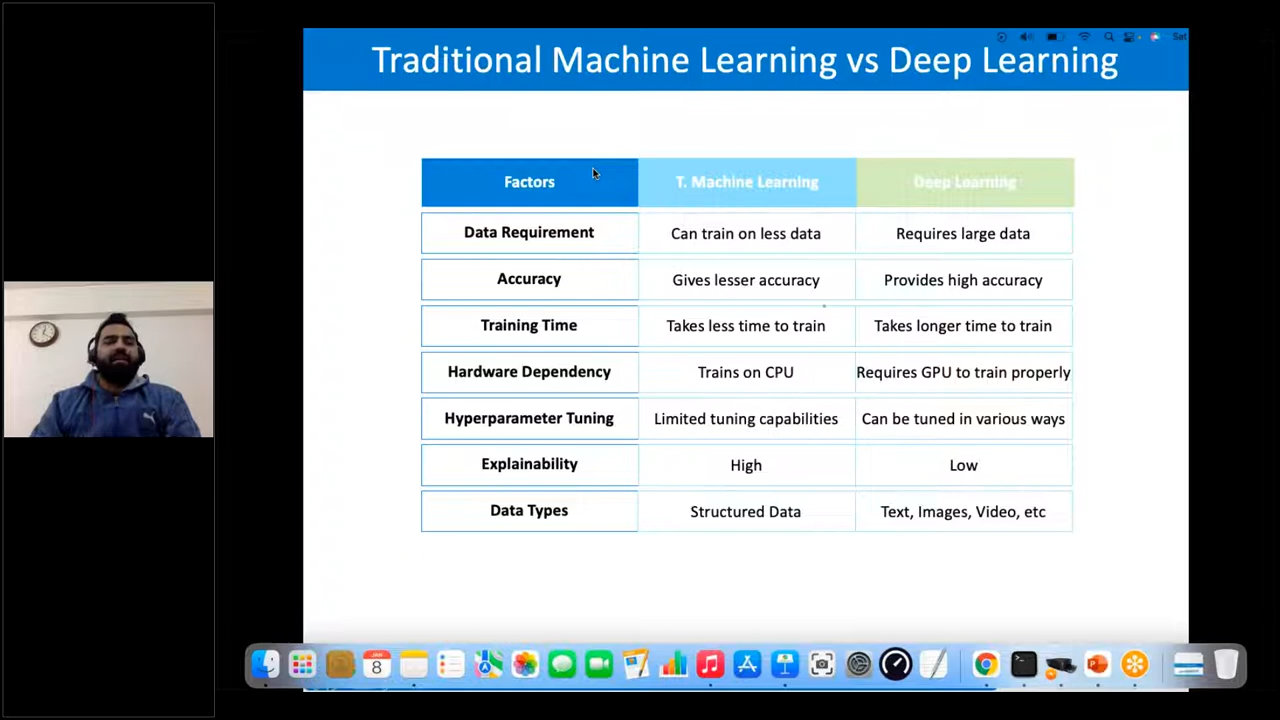 Set
Traditional Machine Learning vs Deep Learning
Factors T. Machine Learning Deep Learning
Data Requirement Can train on less data Requires large data
Accuracy Gives lesser accuracy Provides high accuracy
Training Time Takes less time to train Takes longer time to train
Hardware Dependency Trains on CPU Requires GPU to train properly
Hyperparameter Tuning Limited tuning capabilities Can be tuned in various ways
Explainability High Low
Data Types Structured Data Text, Images, Video, etc
JAN
8